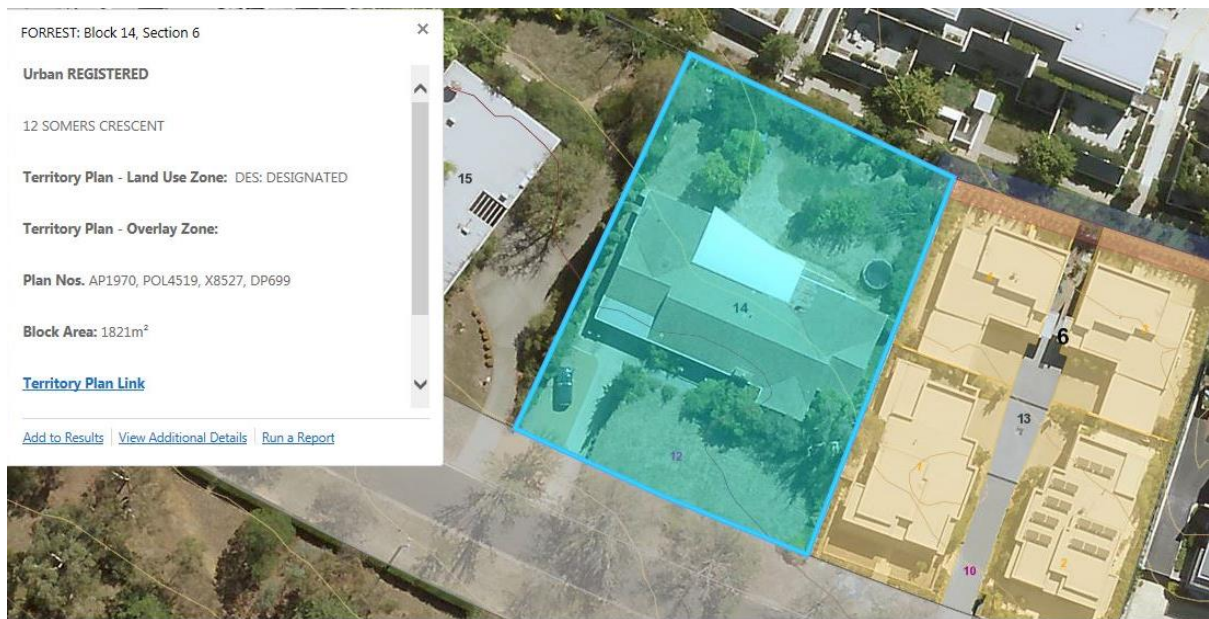 FORREST: Block 14, Section 6
×
Urban REGISTERED
12 SOMERS CRESCENT
Territory Plan - Land Use Zone: DES: DESIGNATED
Territory Plan - Overlay Zone:
Plan Nos. AP1970, POL4519, X8527, DP699
Block Area: 1821m²
Territory Plan Link
Add to Results View Additional Details Run a Report
15
14
12
6
13
10
2